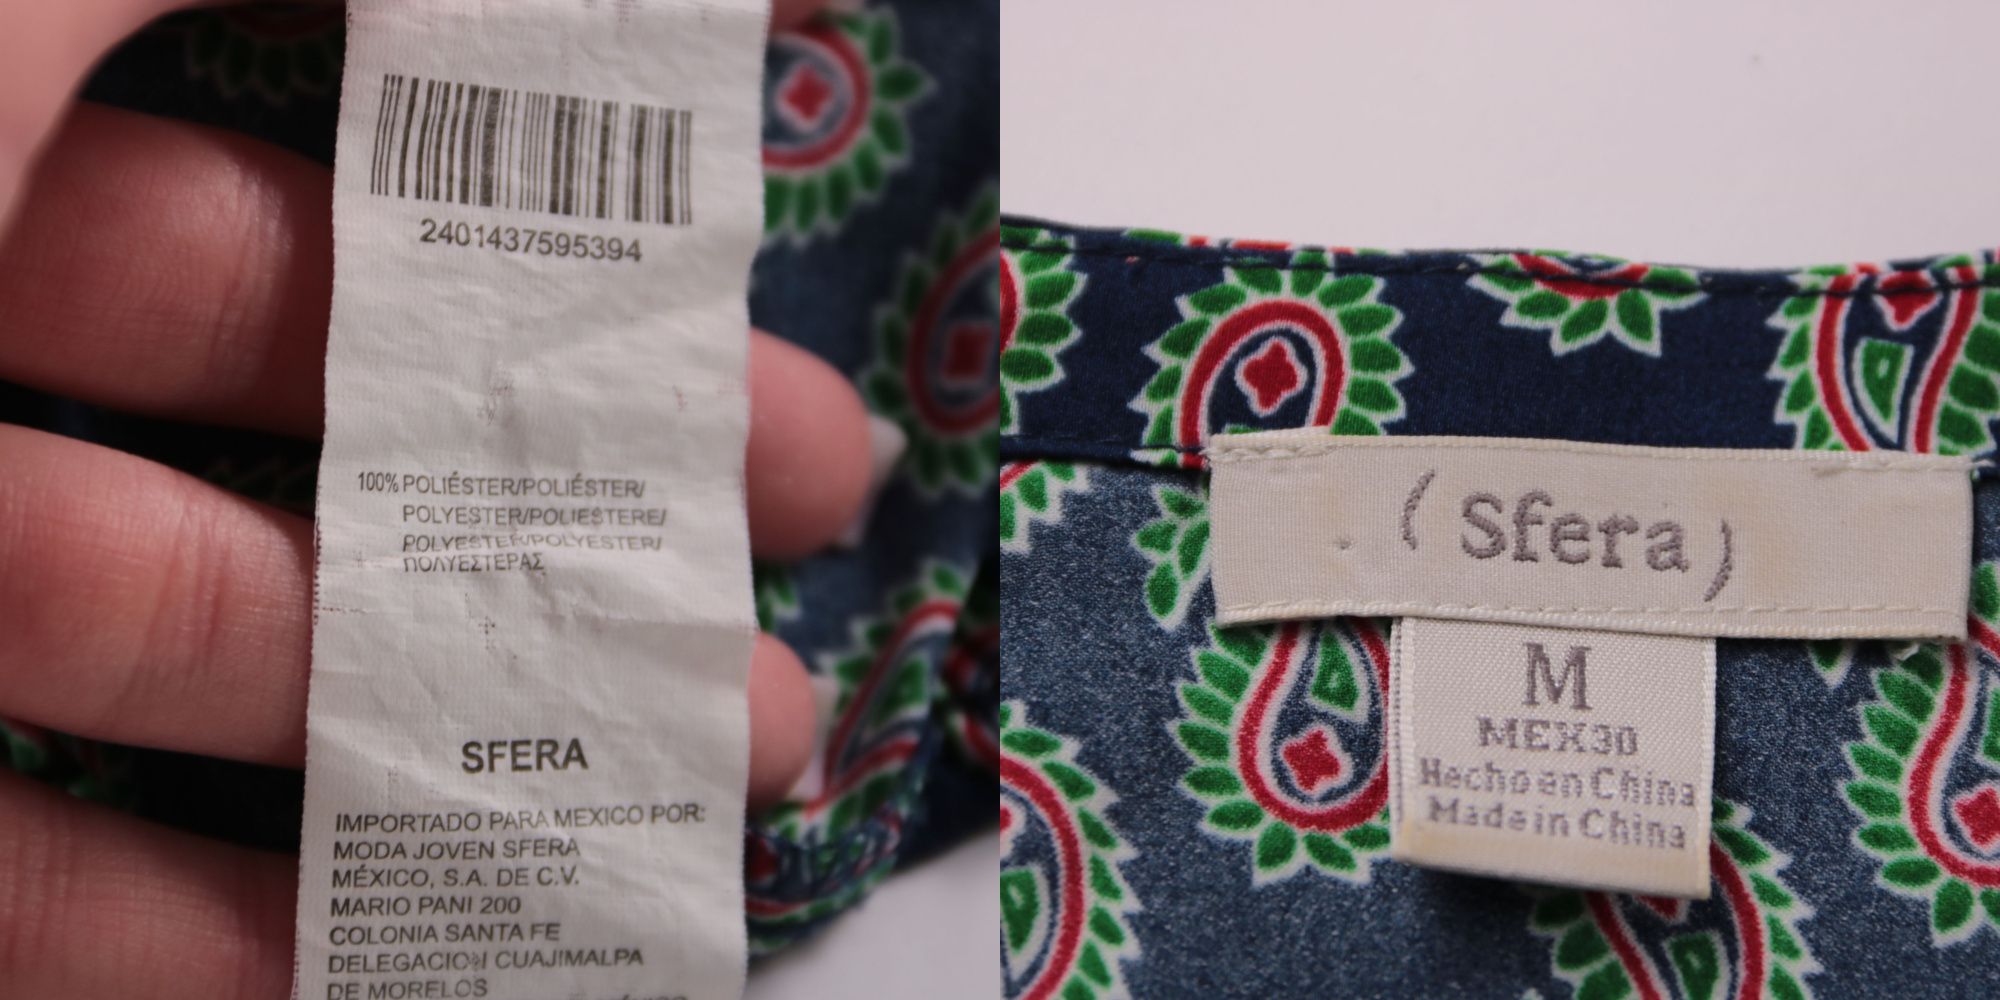 2401437595394
100% POLIÉSTER/POLIÉSTER/
POLYESTER/POLIESTERE/
POLYESTER/POLYESTER/
ΠΟΛΥΕΣΤΕΡΑΣ
SFERA
IMPORTADO PARA MEXICO POR:
MODA JOVEN SFERA
MÉXICO, S.A. DE C.V.
MARIO PANI 200
COLONIA SANTA FE
DELEGACION CUAJIMALPA
DE MORELOS
(Sfera)
M
MEX30
Hecho en China
Made in China